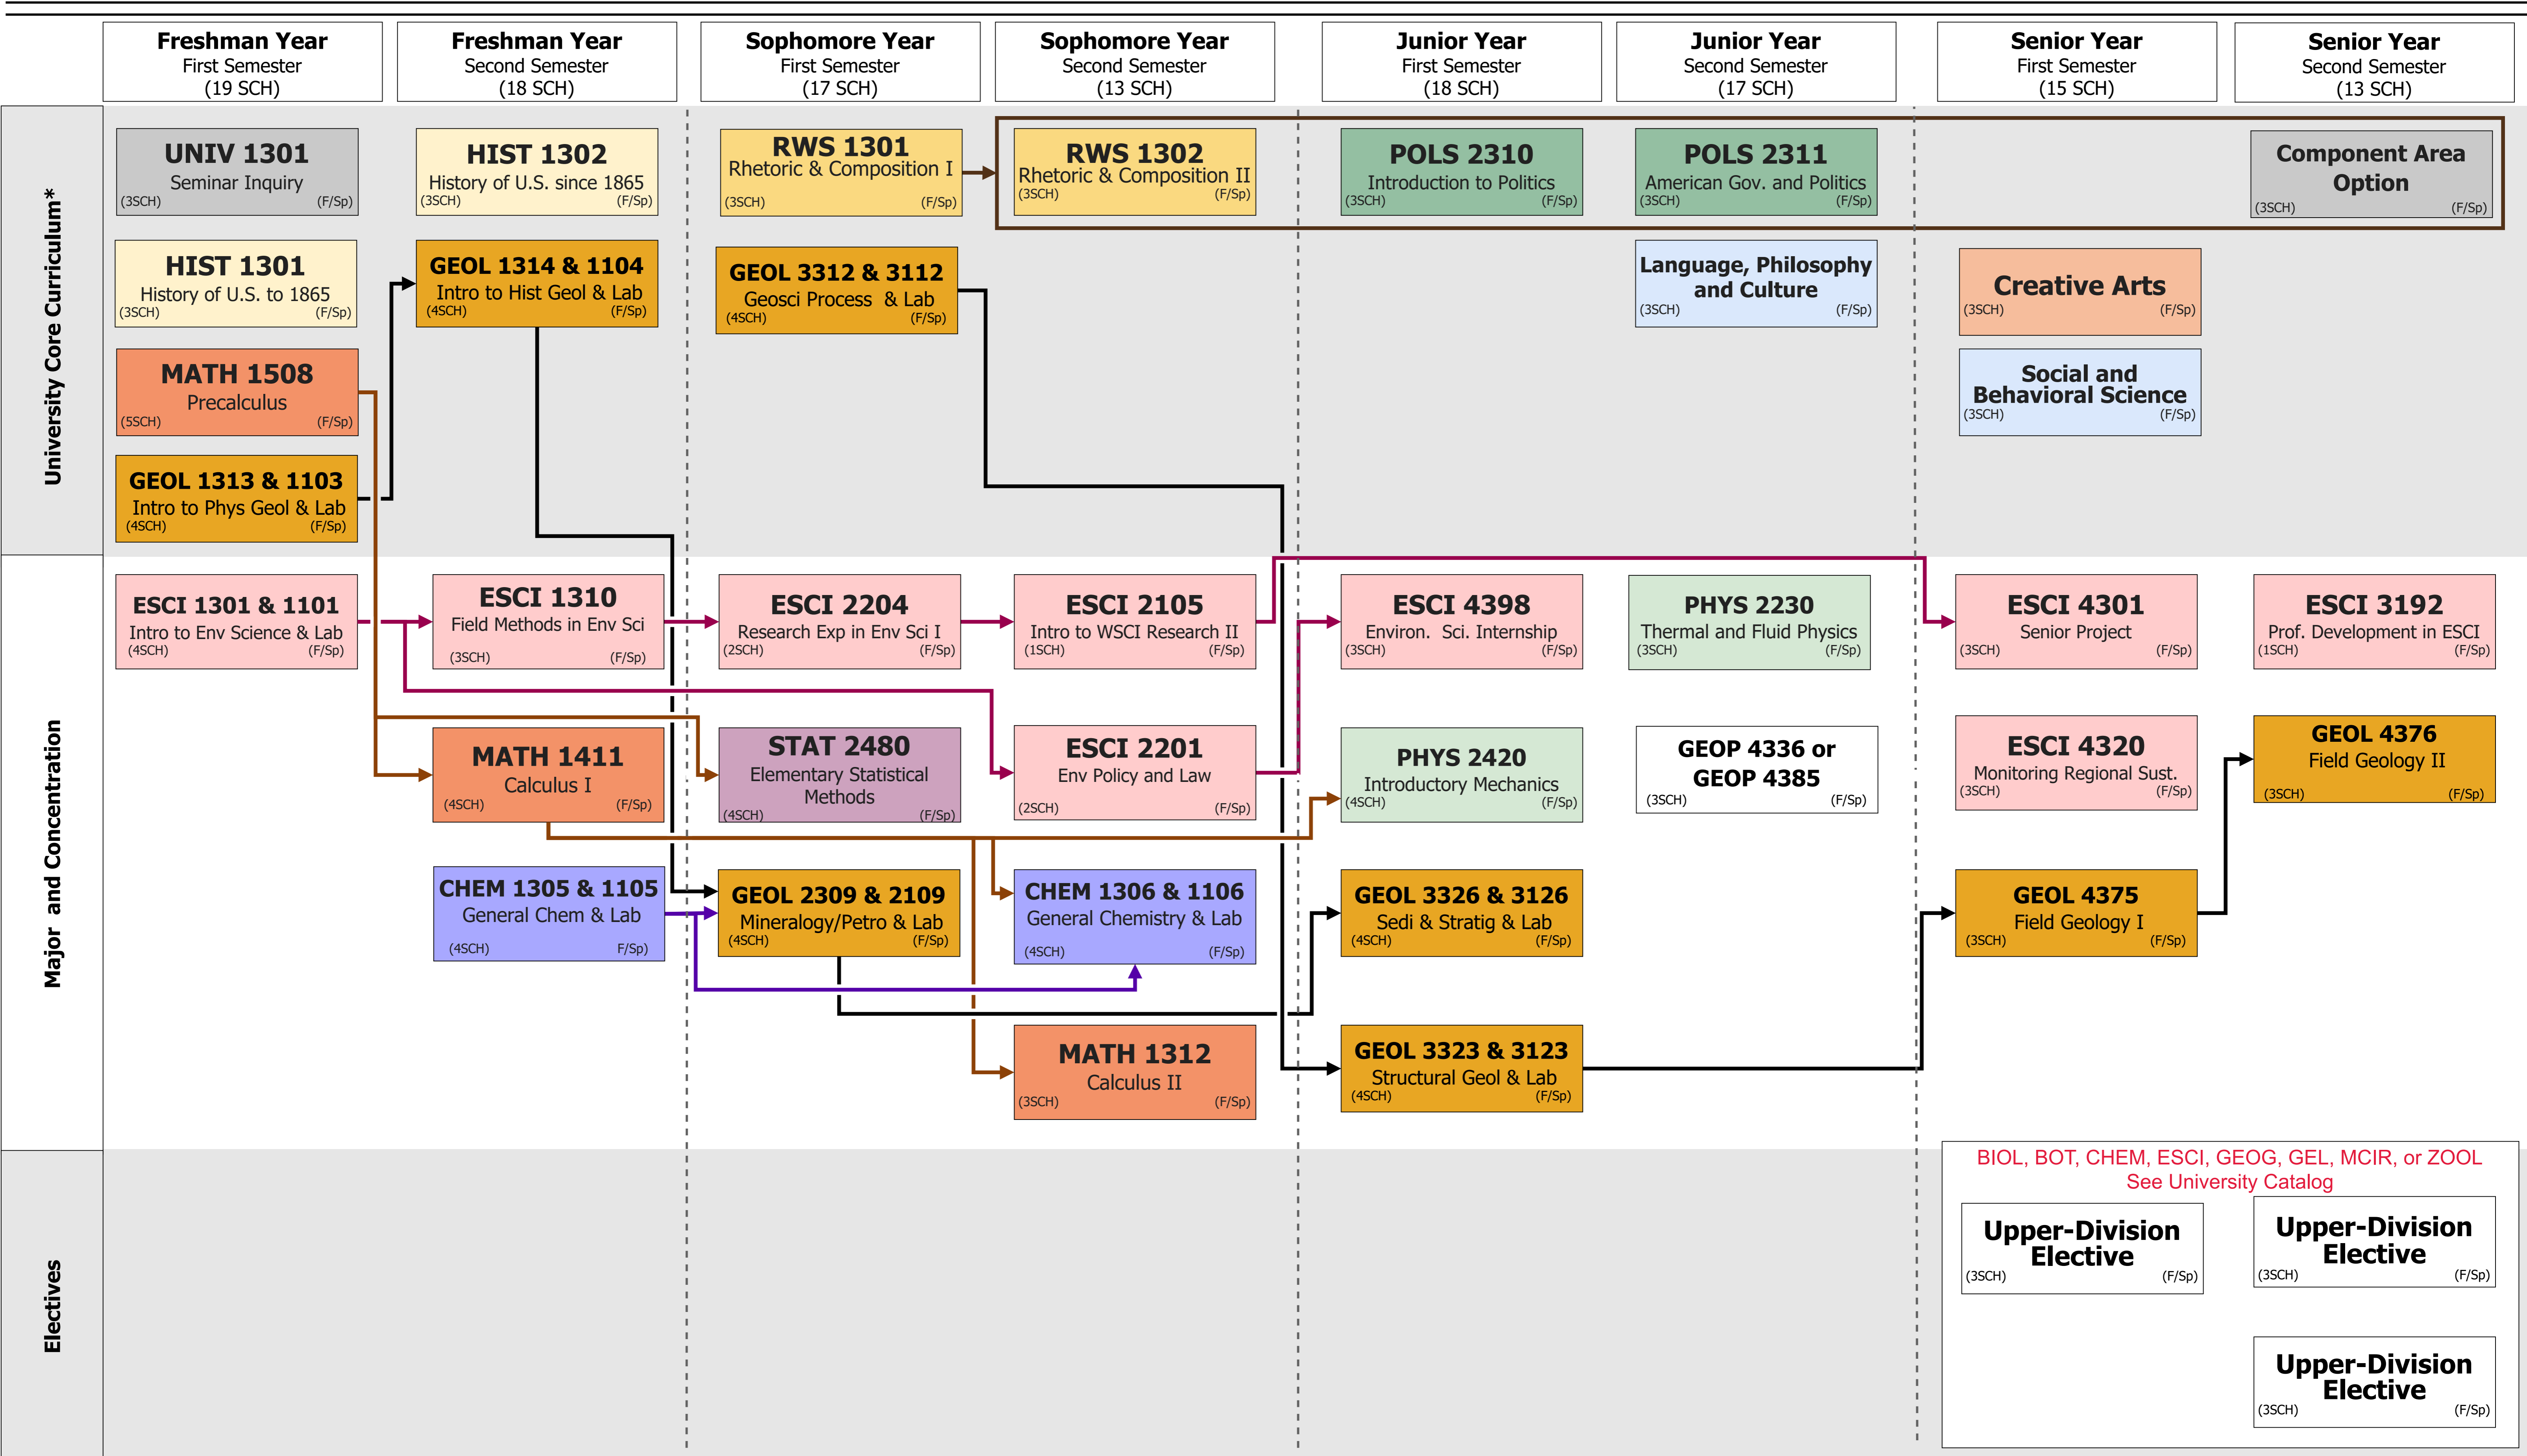 Freshman Year
First Semester
(19 SCH)
Freshman Year
Second Semester
(18 SCH)
Sophomore Year
First Semester
(17 SCH)
Sophomore Year
Second Semester
(13 SCH)
Junior Year
First Semester
(18 SCH)
Junior Year
Second Semester
(17 SCH)
Senior Year
First Semester
(15 SCH)
Senior Year
Second Semester
(13 SCH)
University Core Curriculum*
UNIV 1301
Seminar Inquiry
(3SCH) (F/Sp)
HIST 1302
History of U.S. since 1865
(3SCH) (F/Sp)
RWS 1301
Rhetoric & Composition I
(3SCH) (F/Sp)
RWS 1302
Rhetoric & Composition II
(3SCH) (F/Sp)
POLS 2310
Introduction to Politics
(3SCH) (F/Sp)
POLS 2311
American Gov. and Politics
(3SCH) (F/Sp)
Component Area
Option
(3SCH) (F/Sp)
HIST 1301
History of U.S. to 1865
(3SCH) (F/Sp)
GEOL 1314 & 1104
Intro to Hist Geol & Lab
(4SCH) (F/Sp)
GEOL 3312 & 3112
Geosci Process & Lab
(4SCH) (F/Sp)
Language, Philosophy
and Culture
(3SCH) (F/Sp)
Creative Arts
(3SCH) (F/Sp)
MATH 1508
Precalculus
(5SCH) (F/Sp)
Social and
Behavioral Science
(3SCH) (F/Sp)
GEOL 1313 & 1103
Intro to Phys Geol & Lab
(4SCH) (F/Sp)
Major and Concentration
ESCI 1301 & 1101
Intro to Env Science & Lab
(4SCH) (F/Sp)
ESCI 1310
Field Methods in Env Sci
(3SCH) (F/Sp)
ESCI 2204
Research Exp in Env Sci I
(2SCH) (F/Sp)
ESCI 2105
Intro to WSCI Research II
(1SCH) (F/Sp)
ESCI 4398
Environ. Sci. Internship
(3SCH) (F/Sp)
PHYS 2230
Thermal and Fluid Physics
(3SCH) (F/Sp)
ESCI 4301
Senior Project
(3SCH) (F/Sp)
ESCI 3192
Prof. Development in ESCI
(1SCH) (F/Sp)
MATH 1411
Calculus I
(4SCH) (F/Sp)
STAT 2480
Elementary Statistical
Methods
(4SCH) (F/Sp)
ESCI 2201
Env Policy and Law
(2SCH) (F/Sp)
PHYS 2420
Introductory Mechanics
(4SCH) (F/Sp)
GEOP 4336 or
GEOP 4385
(3SCH) (F/Sp)
ESCI 4320
Monitoring Regional Sust.
(3SCH) (F/Sp)
GEOL 4376
Field Geology II
(3SCH) (F/Sp)
CHEM 1305 & 1105
General Chem & Lab
(4SCH) F/Sp)
GEOL 2309 & 2109
Mineralogy/Petro & Lab
(4SCH) (F/Sp)
CHEM 1306 & 1106
General Chemistry & Lab
(4SCH) (F/Sp)
GEOL 3326 & 3126
Sedi & Stratig & Lab
(4SCH) (F/Sp)
GEOL 4375
Field Geology I
(3SCH) (F/Sp)
MATH 1312
Calculus II
(3SCH) (F/Sp)
GEOL 3323 & 3123
Structural Geol & Lab
(4SCH) (F/Sp)
Electives
BIOL, BOT, CHEM, ESCI, GEOG, GEL, MCIR, or ZOOL
See University Catalog
Upper-Division
Elective
(3SCH) (F/Sp)
Upper-Division
Elective
(3SCH) (F/Sp)
Upper-Division
Elective
(3SCH) (F/Sp)